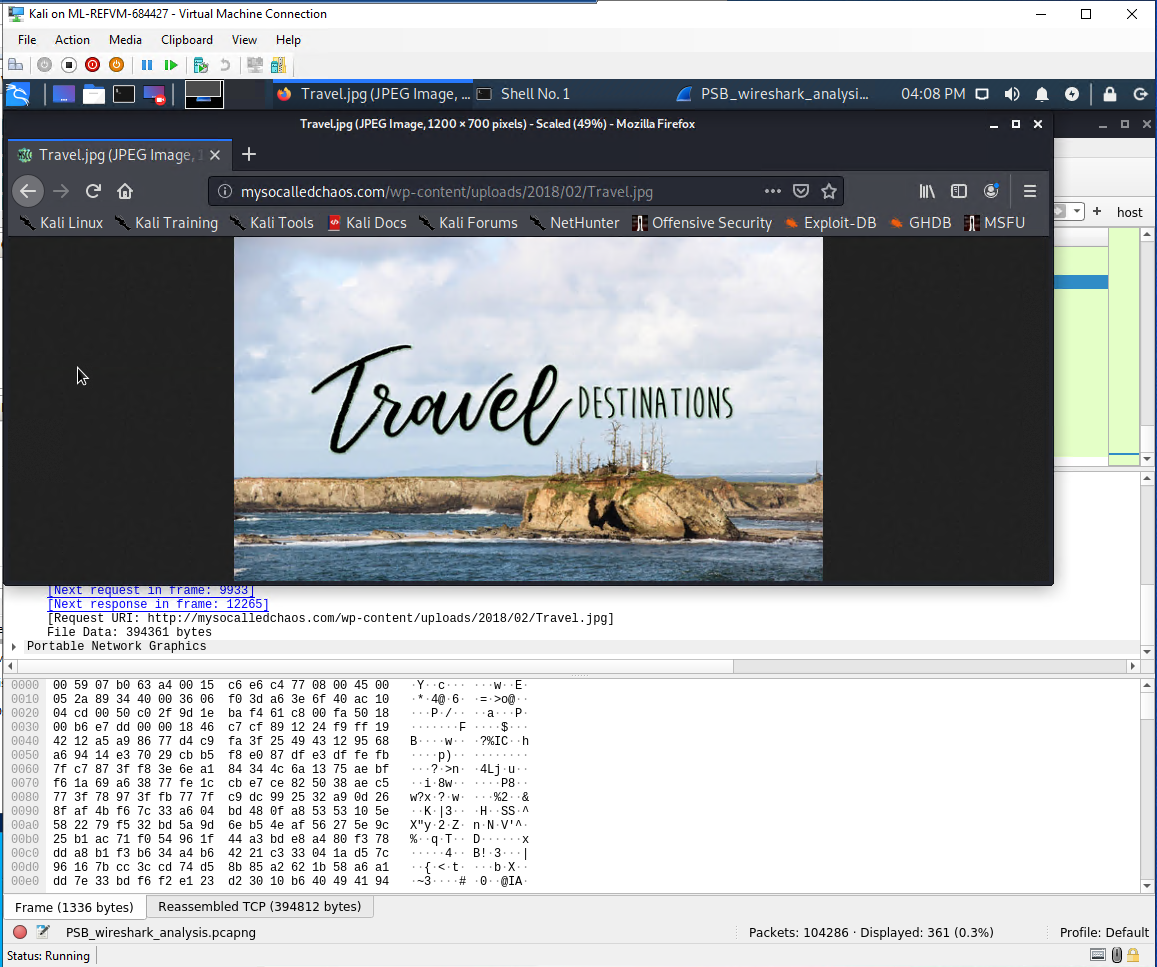 Kali on ML-REFVM-684427 - Virtual Machine Connection
File Action Media Clipboard View Help
Travel.jpg (JPEG Image, ... Shell No. 1 PSB_wireshark_analysi... 04:08 PM
Travel.jpg (JPEG Image, 1200 × 700 pixels) - Scaled (49%) - Mozilla Firefox
Travel.jpg (JPEG Image, 1
mysocalledchaos.com/wp-content/uploads/2018/02/Travel.jpg
host
Kali Linux Kali Training Kali Tools Kali Docs Kali Forums NetHunter Offensive Security Exploit-DB GHDB MSFU
Travel DESTINATIONS
[Next request in frame: 9933]
[Next response in frame: 12265]
[Request URI: http://mysocalledchaos.com/wp-content/uploads/2018/02/Travel.jpg]
File Data: 394361 bytes
Portable Network Graphics
0000 00 59 07 b0 63 a4 00 15 c6 e6 c4 77 08 00 45 00 ·Y··c··· ···w··E·
0010 05 2a 89 34 40 00 36 06 f0 3d a6 3e 6f 40 ac 10 ·*·4@·6· ·=·>o@··
0020 04 cd 00 50 c0 2f 9d 1e ba f4 61 c8 00 fa 50 18 ···P·/·· ··a···P·
0030 00 b6 e7 dd 00 00 18 46 c7 cf 89 12 24 f9 ff 19 ·······F ····$···
0040 42 12 a5 a9 86 77 d4 c9 fa 3f 25 49 43 12 95 68 B····w·· ·?%IC··h
0050 a6 94 14 e3 70 29 cb b5 f8 e0 87 df e3 df fe fb ····p)·· ········
0060 7f c7 87 3f f8 3e 6e a1 84 34 4c 6a 13 75 ae bf ···?·>n· ·4Lj·u··
0070 f6 1a 69 a6 38 77 fe 1c cb e7 ce 82 50 38 ae c5 ··i·8w·· ····P8··
0080 77 3f 78 97 3f fb 77 7f c9 dc 99 25 32 a9 0d 26 w?x·?·w· ···%2··&
0090 8f af 4b f6 7c 33 a6 04 bd 48 0f a8 53 53 10 5e ··K·|3·· ·H··SS·^
00a0 58 22 79 f5 32 bd 5a 9d 6e b5 4e af 56 27 5e 9c X"y·2·Z· n·N·V'^·
00b0 25 b1 ac 71 f0 54 96 1f 44 a3 bd e8 a4 80 f3 78 %··q·T·· D······x
00c0 dd a8 b1 f3 b6 34 a4 b6 42 21 c3 33 04 1a d5 7c ·····4·· B!·3···|
00d0 96 16 7b cc 3c cd 74 d5 8b 85 a2 62 1b 58 a6 a1 ··{·<·t· ···b·X··
00e0 dd 7e 33 bd f6 f2 e1 23 d2 30 10 b6 40 49 41 94 ·~3····# ·0··@IA·
Frame (1336 bytes) Reassembled TCP (394812 bytes)
PSB_wireshark_analysis.pcapng Packets: 104286 · Displayed: 361 (0.3%) Profile: Default
Status: Running